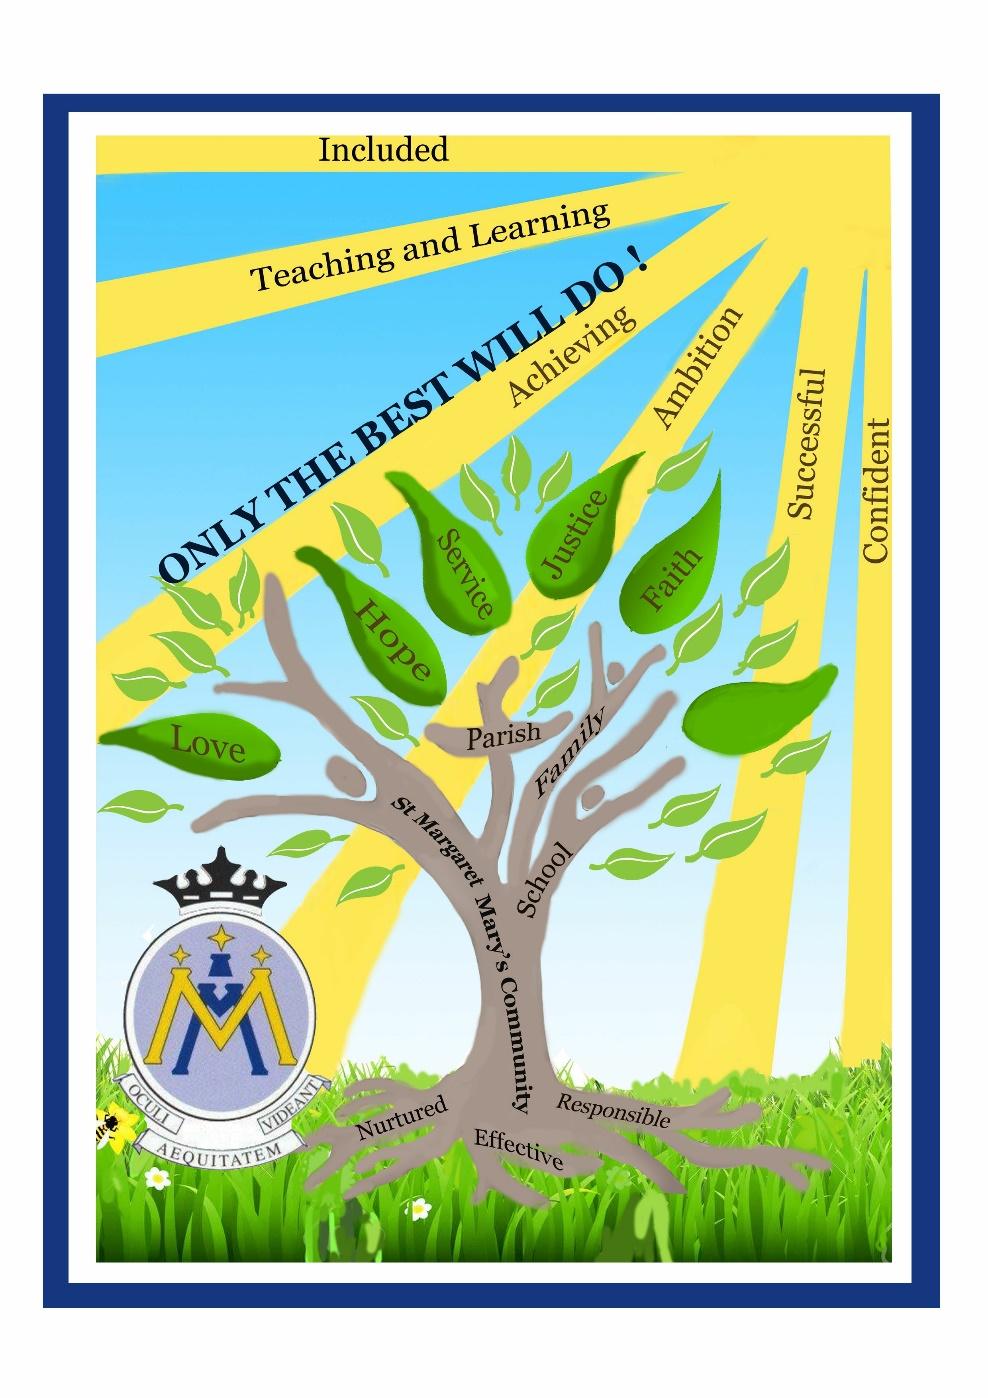 Included
Teaching and Learning
ONLY THE BEST WILL DO !
Achieving
Ambition
Successful
Confident
Service
Justice
Faith
Hope
Love
Parish
Family
School
St Margaret Mary's Community
OCULI
VIDEANT
AEQUITATEM
Nurtured
Effective
Responsible